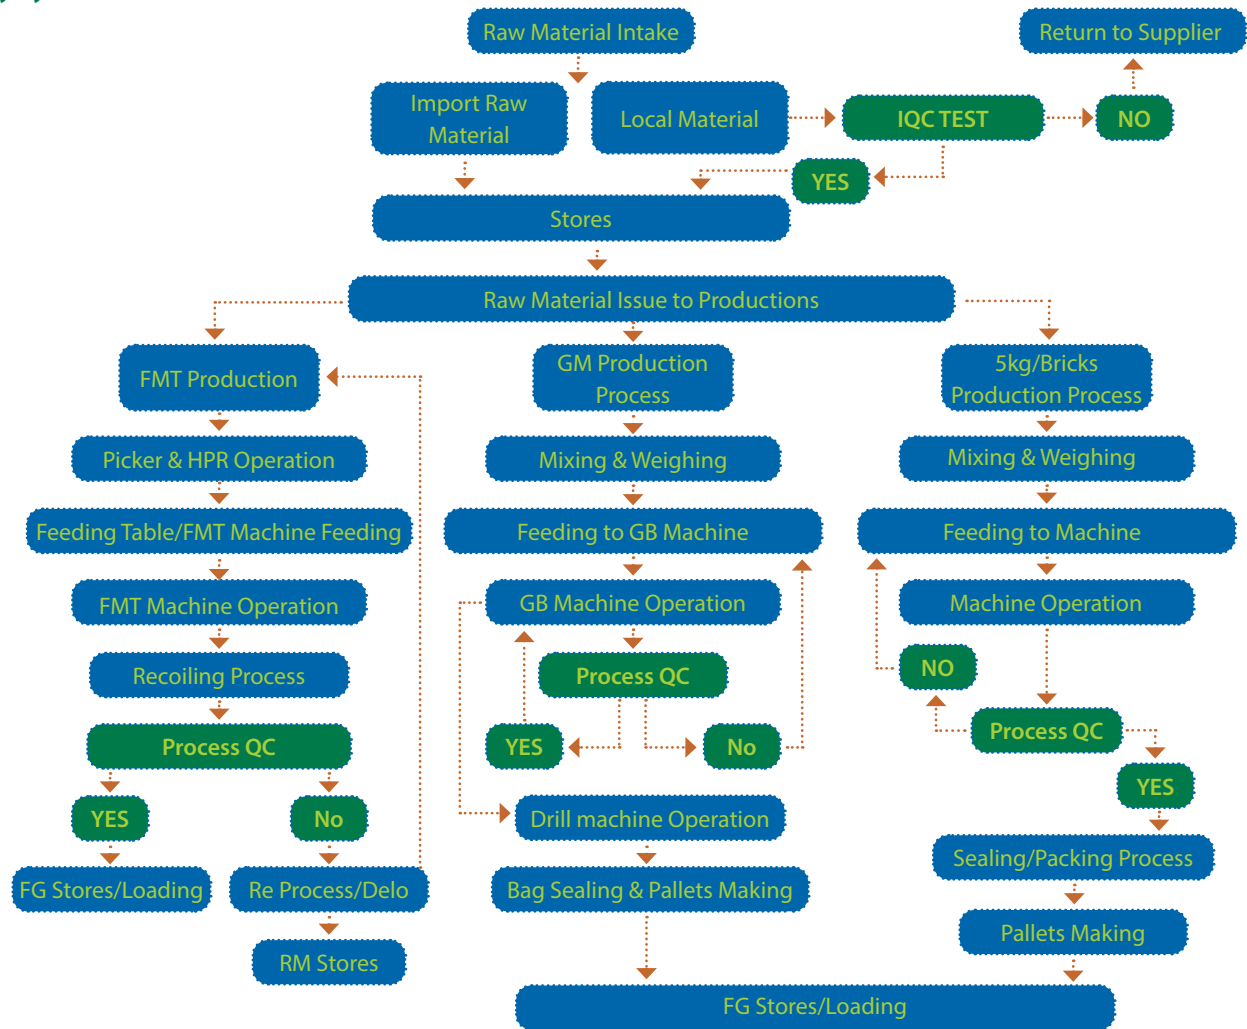 Raw Material Intake
Return to Supplier
Import Raw
Material
Local Material
IQC TEST
NO
YES
Stores
Raw Material Issue to Productions
FMT Production
GM Production
Process
5kg/Bricks
Production Process
Picker & HPR Operation
Mixing & Weighing
Mixing & Weighing
Feeding Table/FMT Machine Feeding
Feeding to GB Machine
Feeding to Machine
FMT Machine Operation
GB Machine Operation
Machine Operation
Recoiling Process
Process QC
NO
Process QC
YES
No
Process QC
YES
YES
No
Drill machine Operation
Sealing/Packing Process
FG Stores/Loading
Re Process/Delo
Bag Sealing & Pallets Making
Pallets Making
RM Stores
FG Stores/Loading